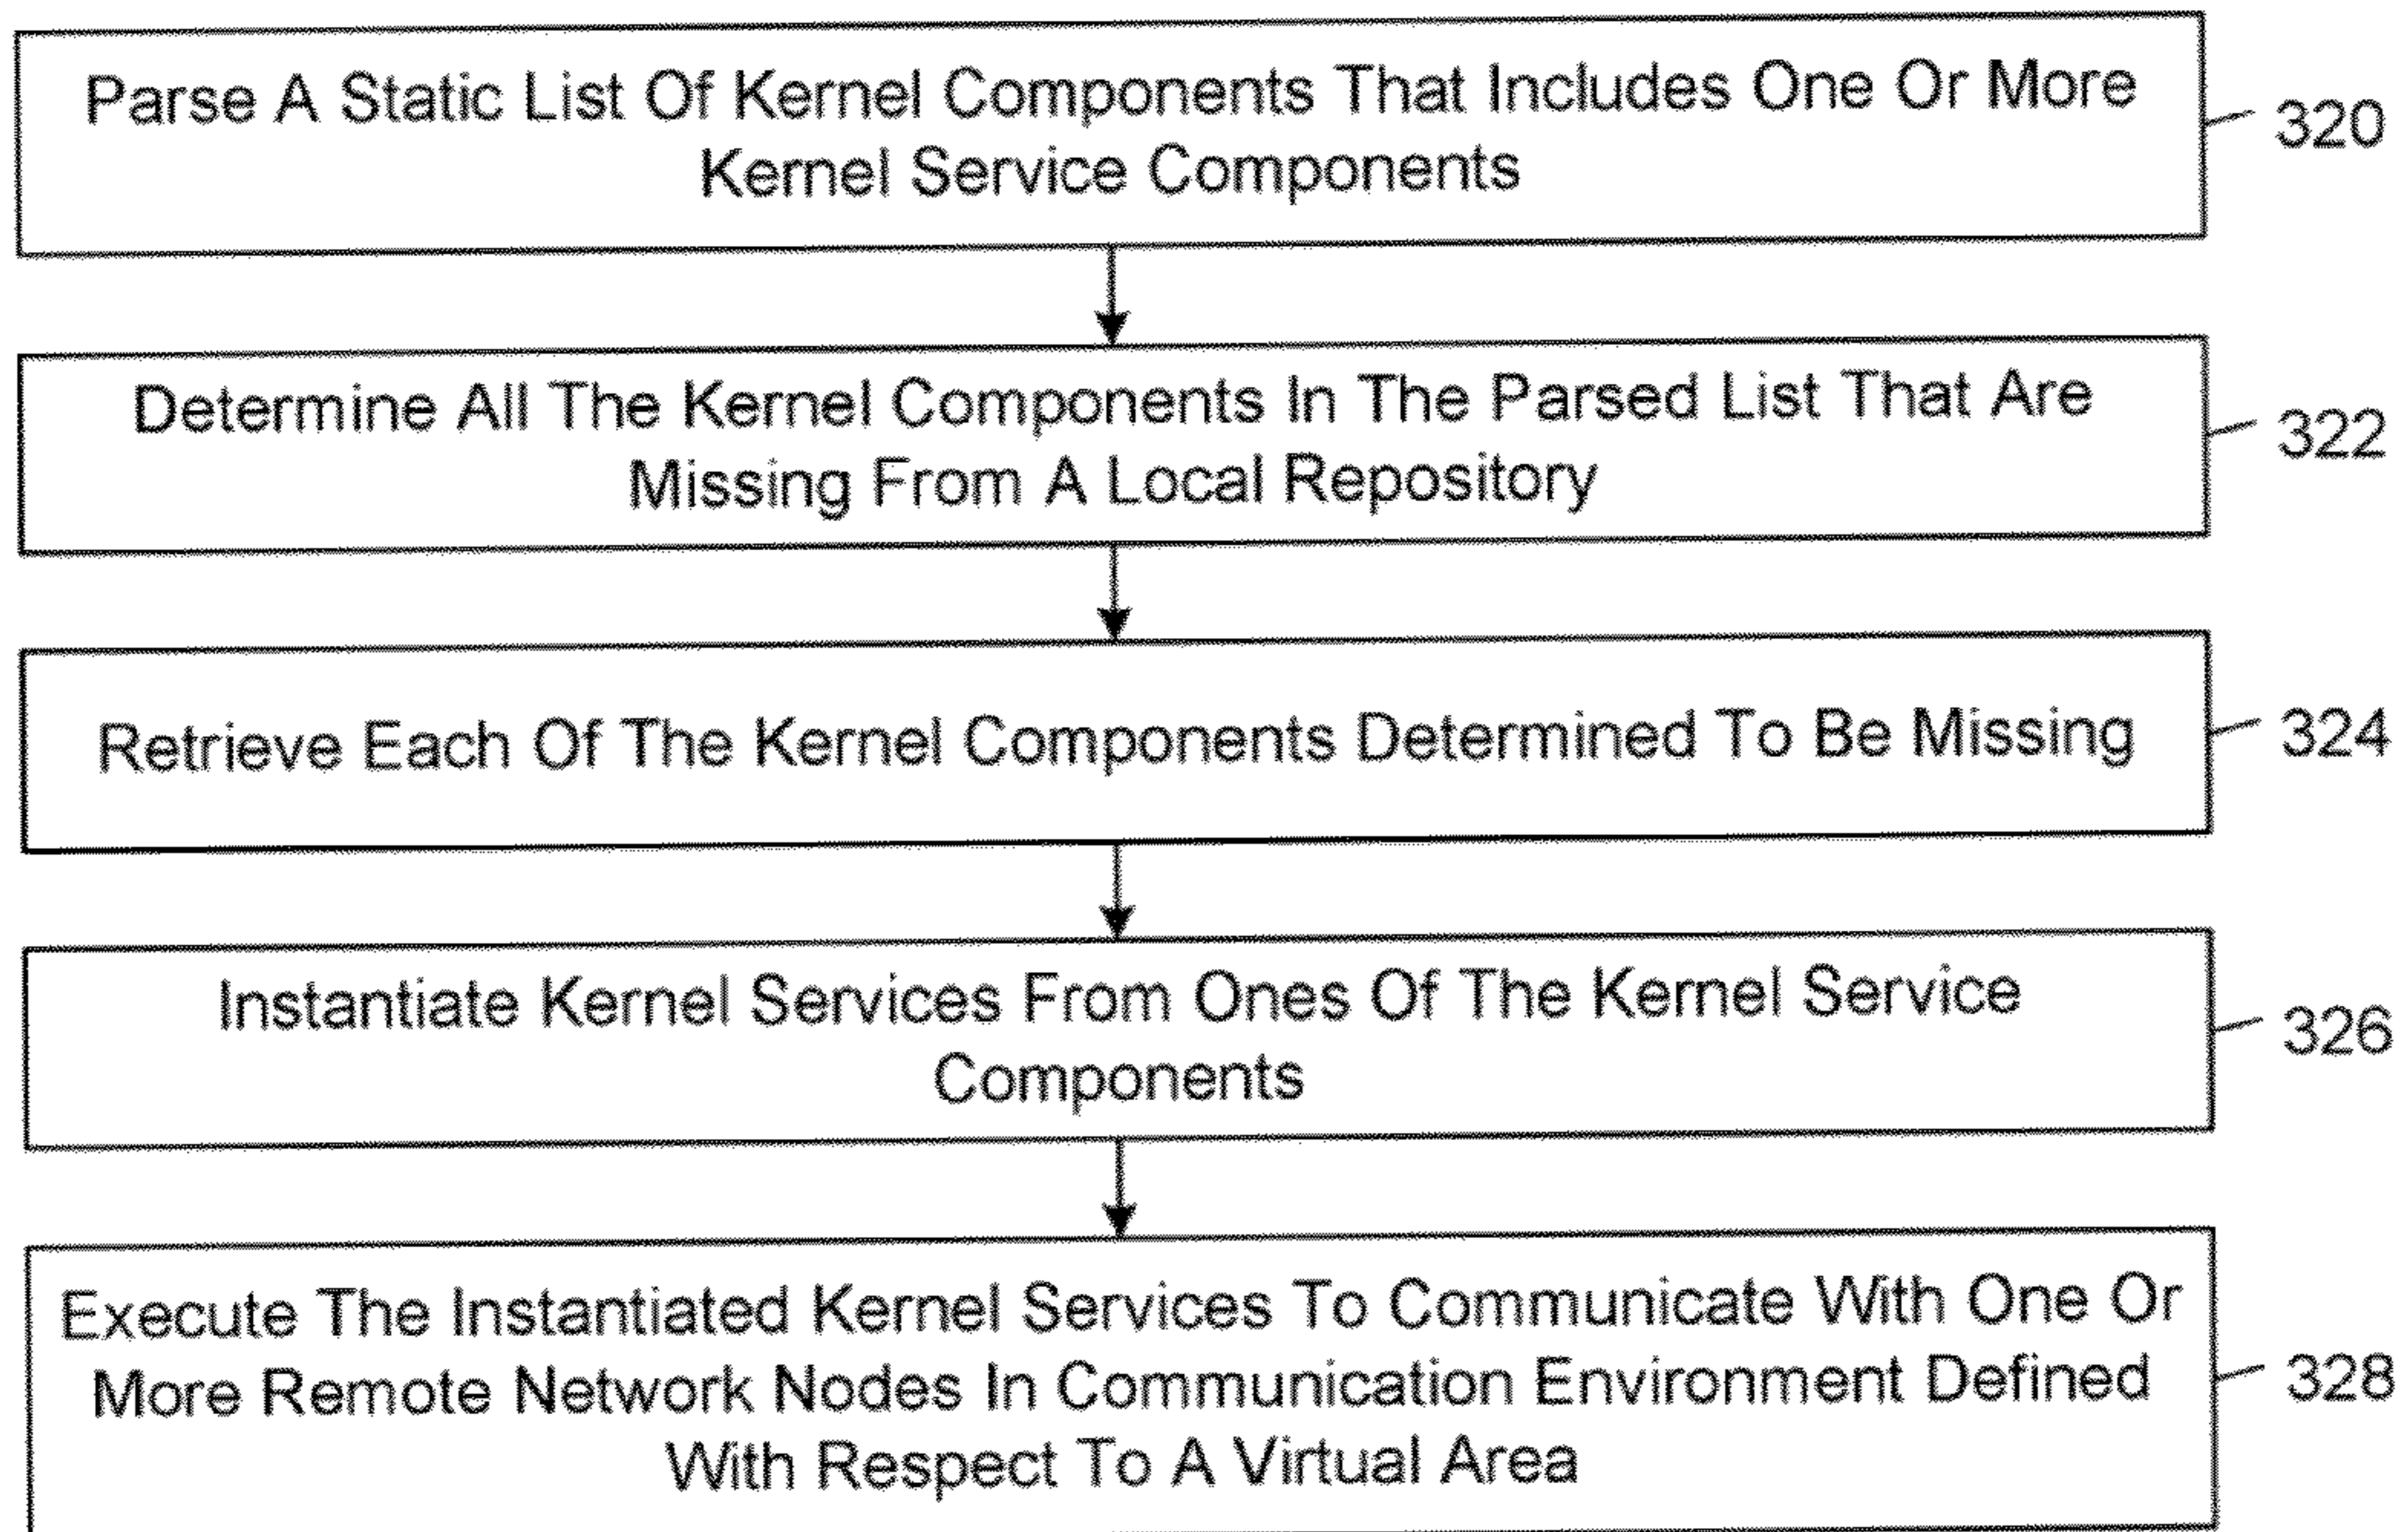 Parse A Static List Of Kernel Components That Includes One Or More
Kernel Service Components
320
Determine All The Kernel Components In The Parsed List That Are
Missing From A Local Repository
322
Retrieve Each Of The Kernel Components Determined To Be Missing
324
Instantiate Kernel Services From Ones Of The Kernel Service
Components
326
Execute The Instantiated Kernel Services To Communicate With One Or
More Remote Network Nodes In Communication Environment Defined
With Respect To A Virtual Area
328